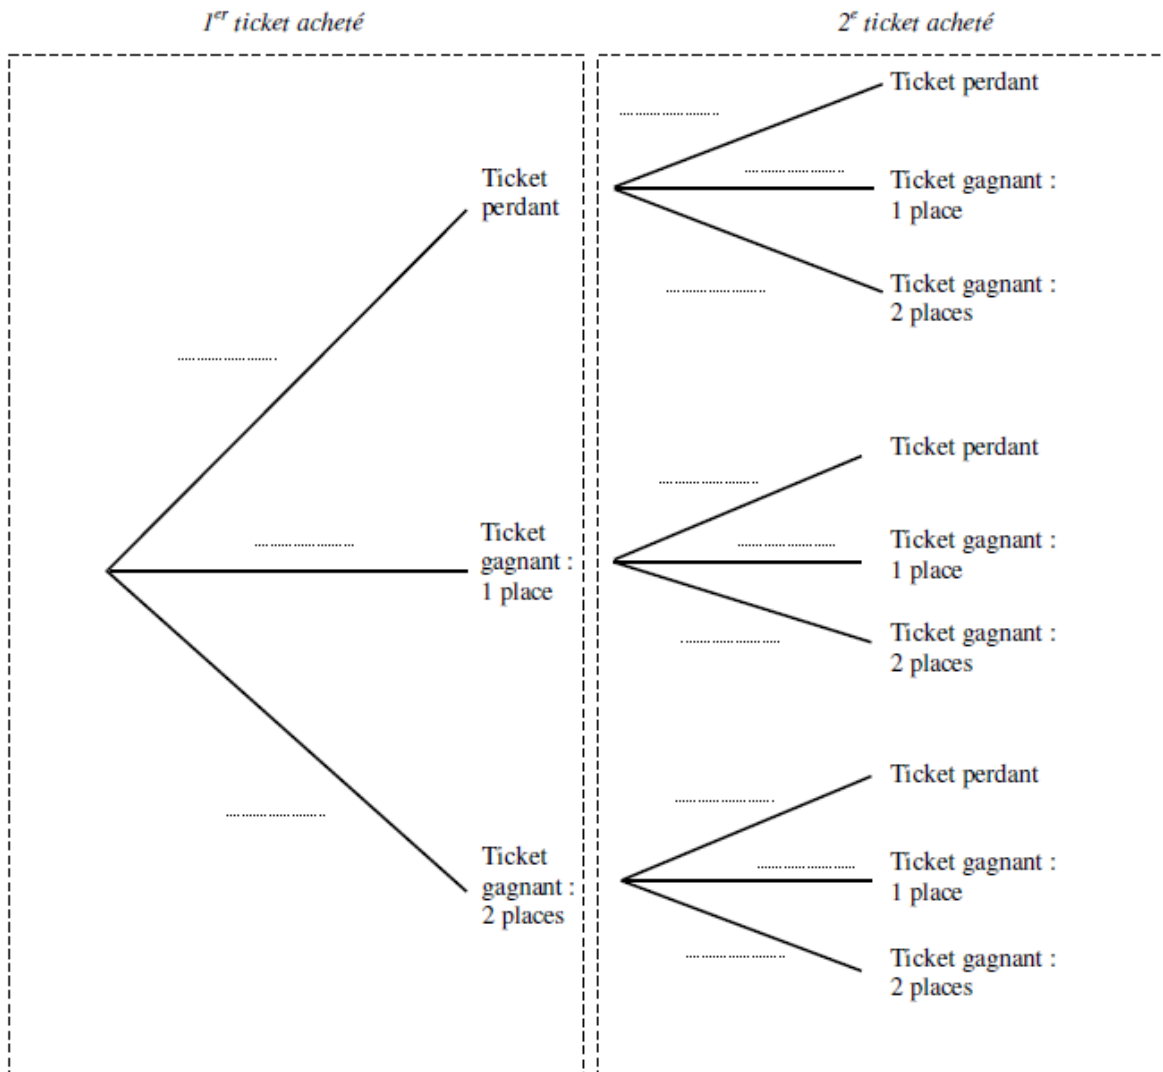 1er ticket acheté
2e ticket acheté
Ticket
perdant
Ticket perdant
Ticket gagnant :
1 place
Ticket gagnant :
2 places
Ticket
gagnant :
1 place
Ticket perdant
Ticket gagnant :
1 place
Ticket gagnant :
2 places
Ticket
gagnant :
2 places
Ticket perdant
Ticket gagnant :
1 place
Ticket gagnant :
2 places